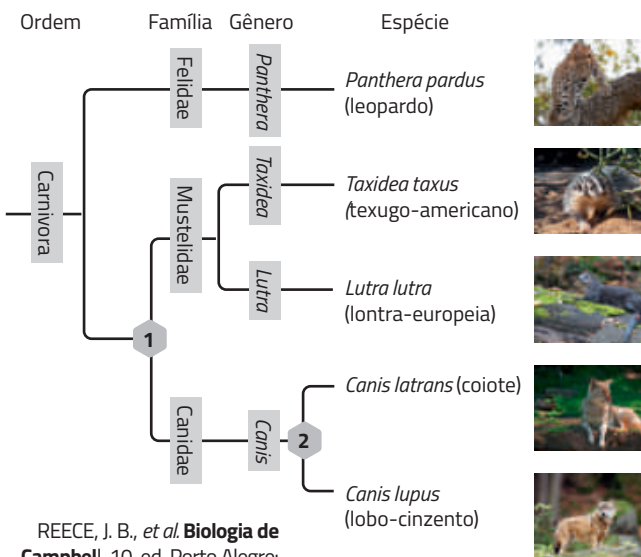 Ordem Família Gênero Espécie
Carnivora
Felidae
Panthera
Panthera pardus
(leopardo)
Mustelidae
Taxidea
Taxidea taxus
(texugo-americano)
Lutra
Lutra lutra
(lontra-europeia)
1
Canidae
Canis
2
Canis latrans (coiote)
Canis lupus
(lobo-cinzento)
REECE, J. B., et al. Biologia de